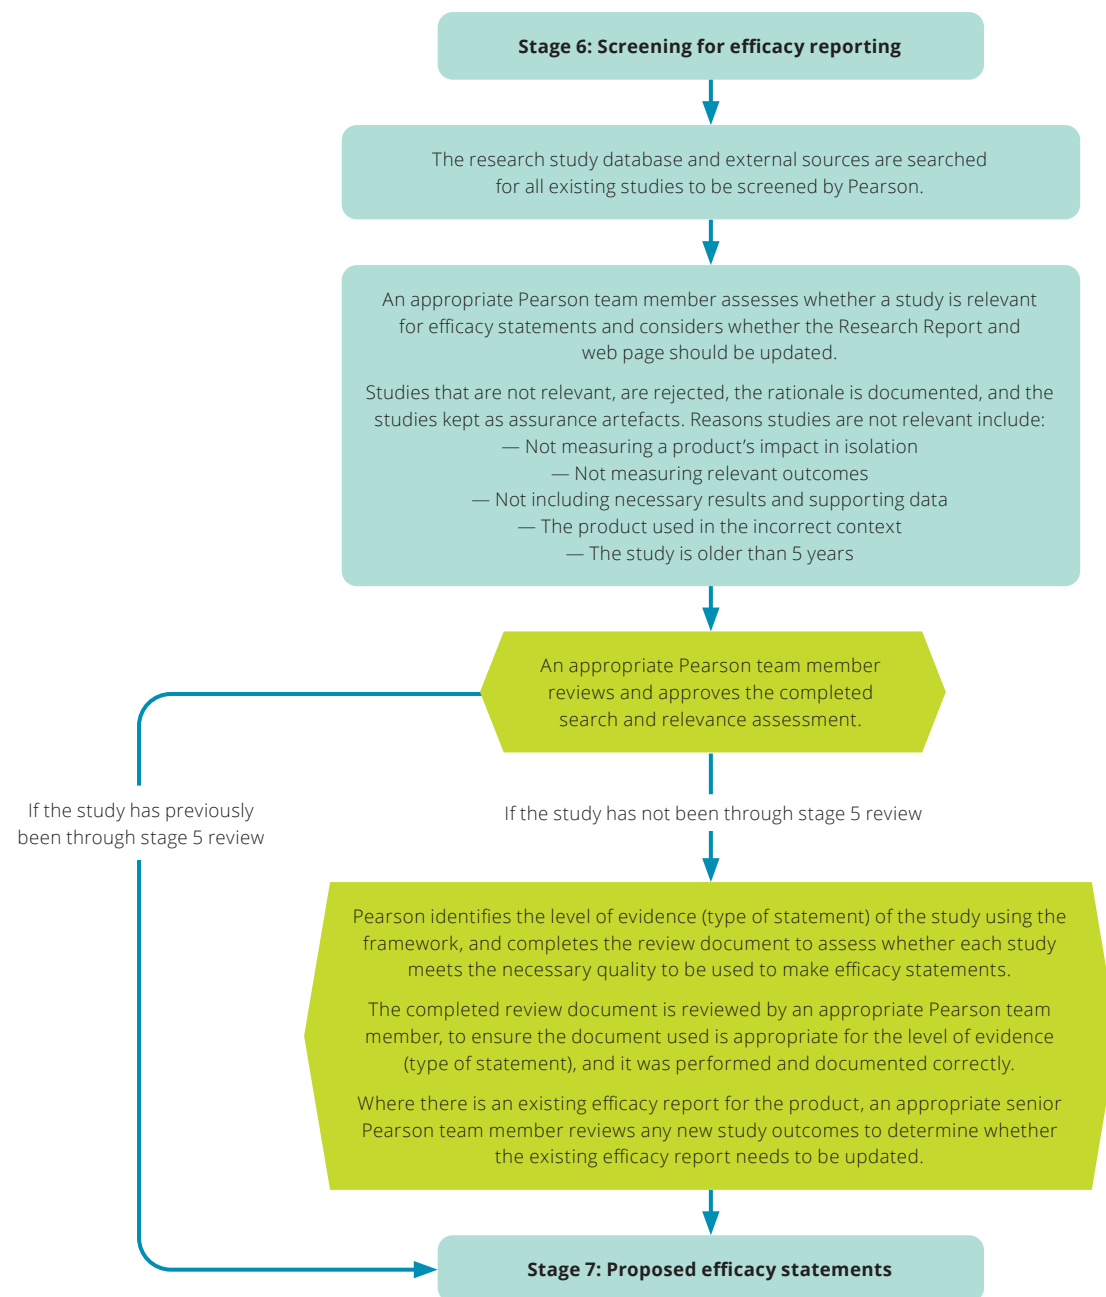 Stage 6: Screening for efficacy reporting
The research study database and external sources are searched
for all existing studies to be screened by Pearson.
An appropriate Pearson team member assesses whether a study is relevant
for efficacy statements and considers whether the Research Report and
web page should be updated.
Studies that are not relevant, are rejected, the rationale is documented, and the
studies kept as assurance artefacts. Reasons studies are not relevant include:
— Not measuring a product's impact in isolation
— Not measuring relevant outcomes
— Not including necessary results and supporting data
— The product used in the incorrect context
— The study is older than 5 years
An appropriate Pearson team member
reviews and approves the completed
search and relevance assessment.
If the study has previously
been through stage 5 review
If the study has not been through stage 5 review
Pearson identifies the level of evidence (type of statement) of the study using the
framework, and completes the review document to assess whether each study
meets the necessary quality to be used to make efficacy statements.
The completed review document is reviewed by an appropriate Pearson team
member, to ensure the document used is appropriate for the level of evidence
(type of statement), and it was performed and documented correctly.
Where there is an existing efficacy report for the product, an appropriate senior
Pearson team member reviews any new study outcomes to determine whether
the existing efficacy report needs to be updated.
Stage 7: Proposed efficacy statements